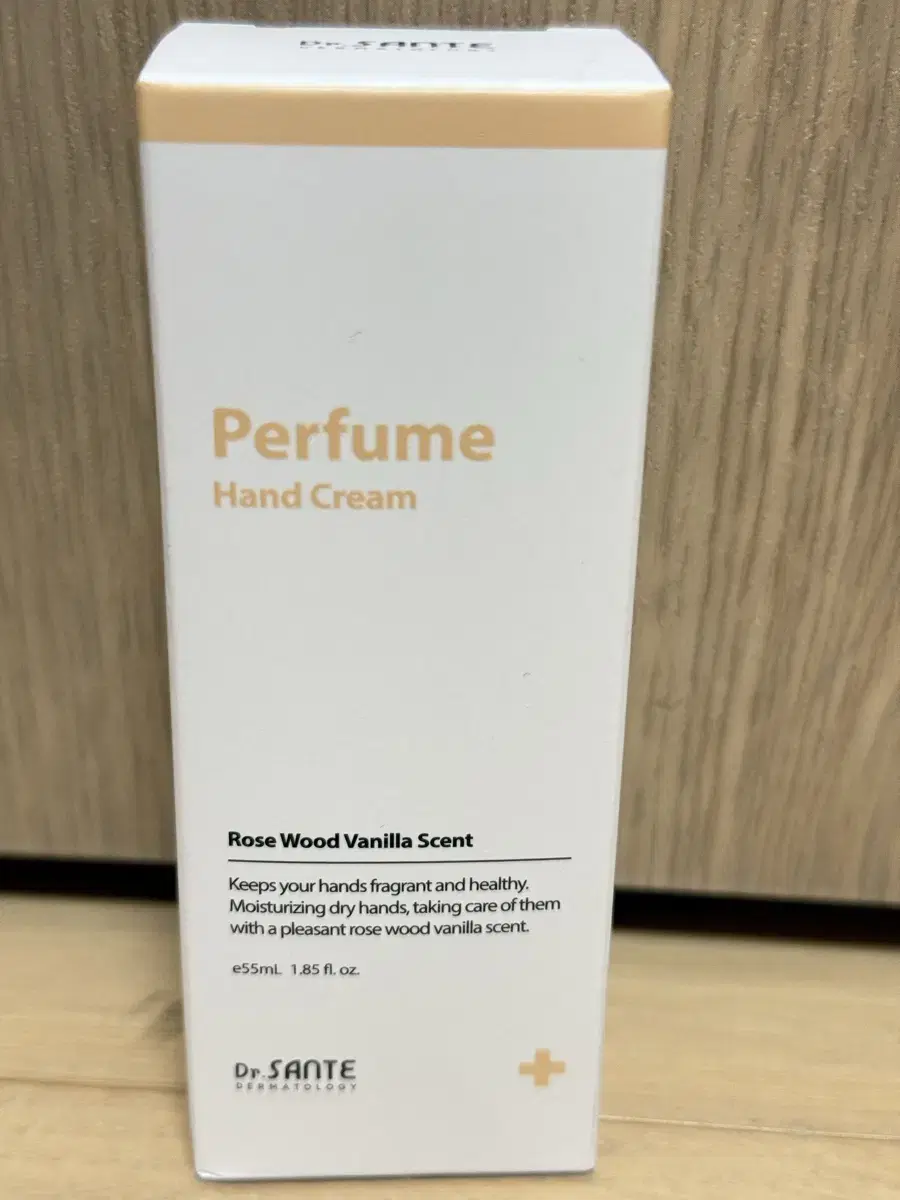 Dr.SANTE
DERMATOLOGY
Perfume
Hand Cream
Rose Wood Vanilla Scent
Keeps your hands fragrant and healthy.
Moisturizing dry hands, taking care of them
with a pleasant rose wood vanilla scent.
e55mL 1.85 fl. oz.
Dr.SANTE
DERMATOLOGY